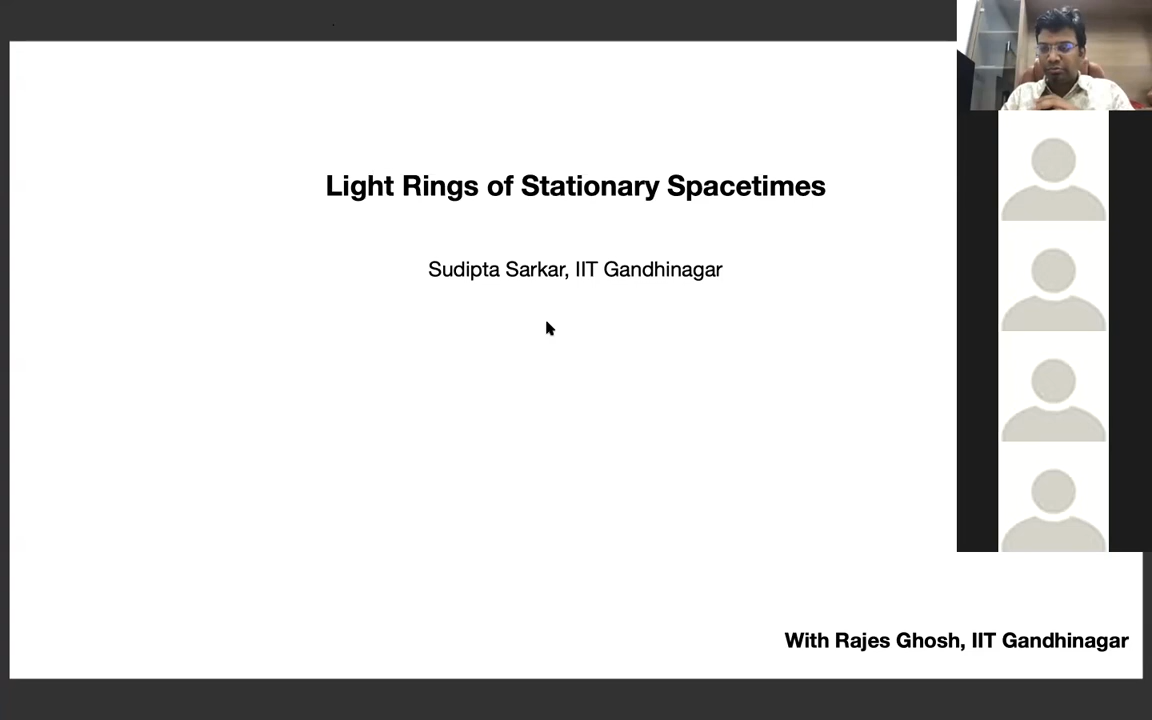 Light Rings of Stationary Spacetimes
Sudipta Sarkar, IIT Gandhinagar
With Rajes Ghosh, IIT Gandhinagar